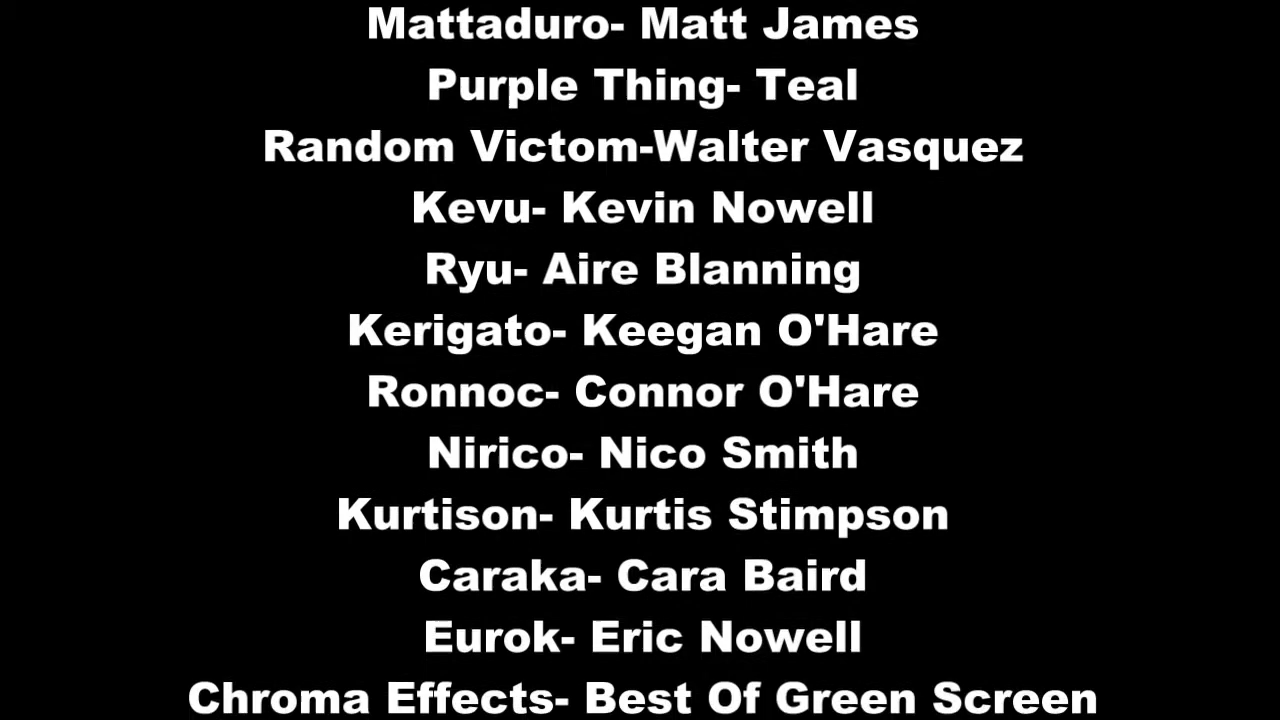 Mattaduro- Matt James
Purple Thing- Teal
Random Victom-Walter Vasquez
Kevu- Kevin Nowell
Ryu- Aire Blanning
Kerigato- Keegan O'Hare
Ronnoc- Connor O'Hare
Nirico- Nico Smith
Kurtison- Kurtis Stimpson
Caraka- Cara Baird
Eurok- Eric Nowell
Chroma Effects- Best Of Green Screen